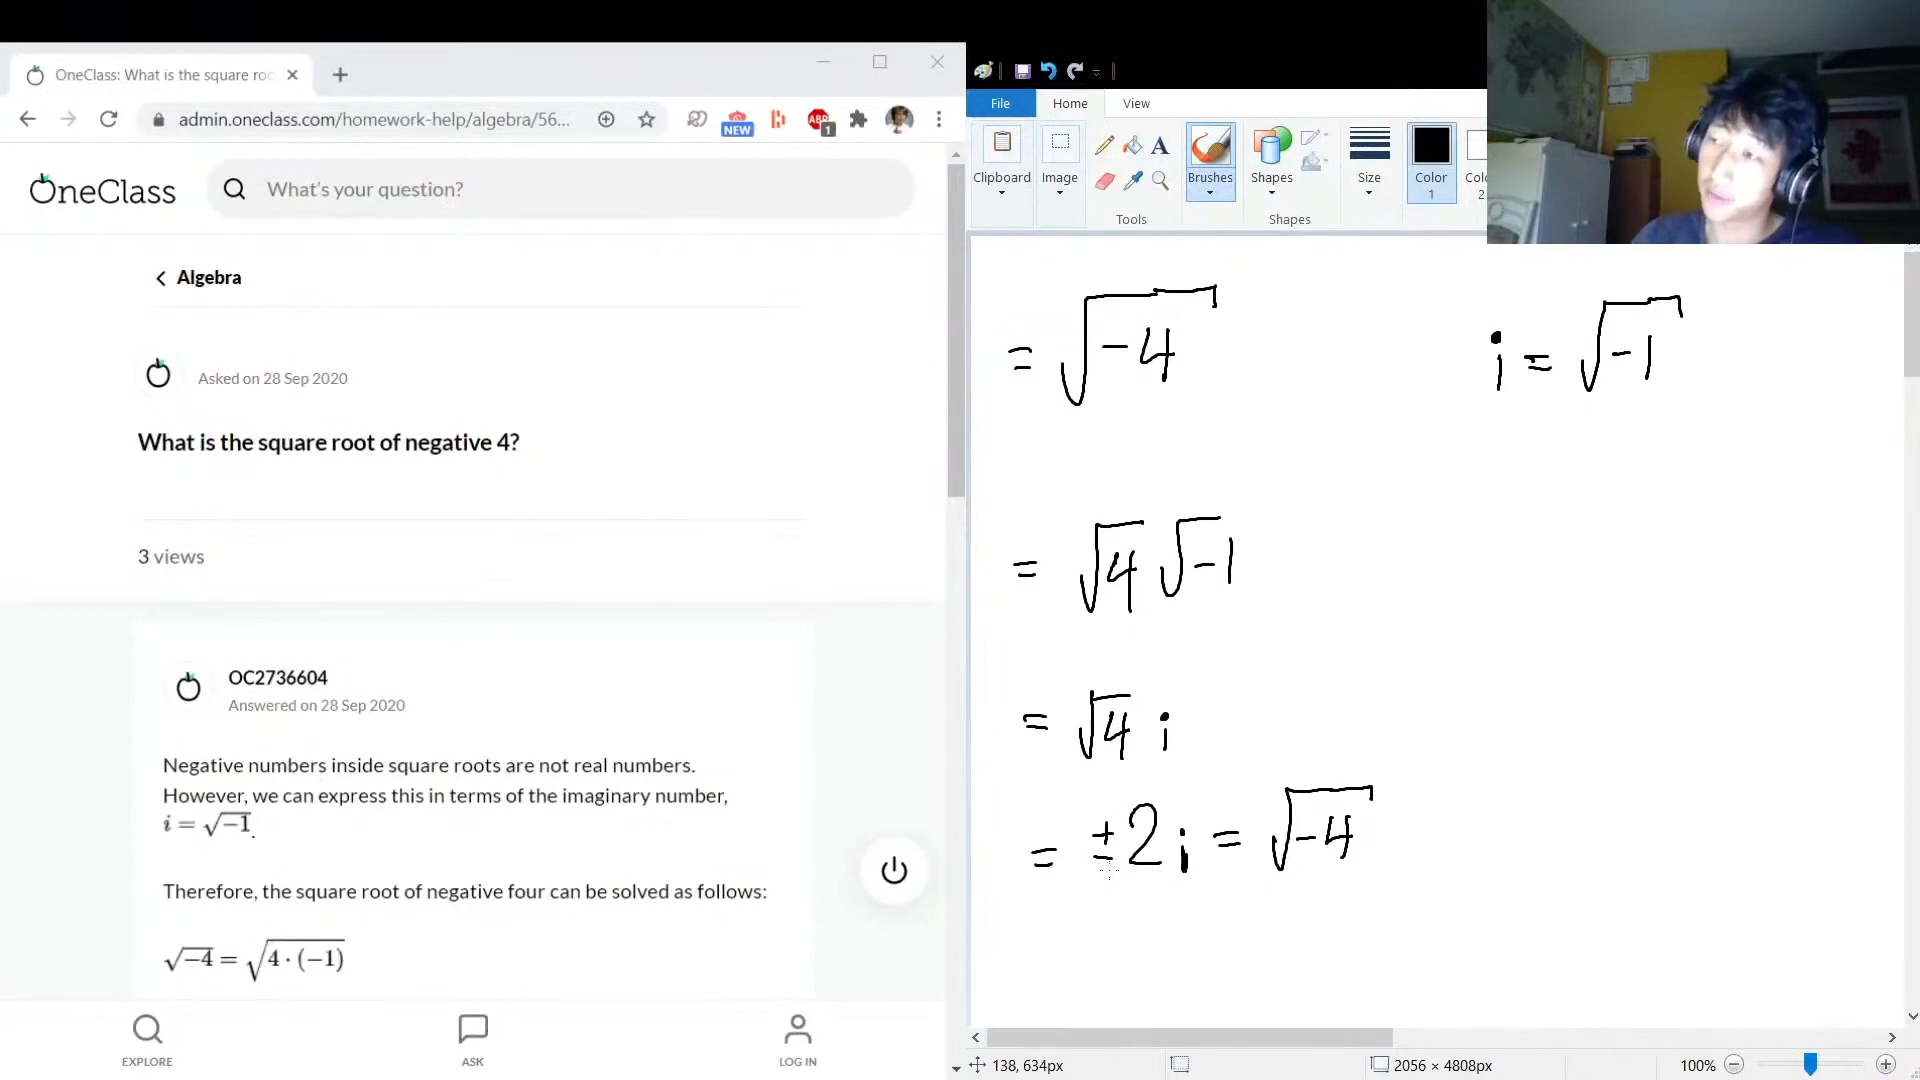 OneClass: What is the square roo
admin.oneclass.com/homework-help/algebra/56...
NEW
ABP
1
OneClass
What's your question?
Algebra
Asked on 28 Sep 2020
What is the square root of negative 4?
3 views
OC2736604
Answered on 28 Sep 2020
Negative numbers inside square roots are not real numbers.
However, we can express this in terms of the imaginary number,
i = √−1.
Therefore, the square root of negative four can be solved as follows:
√−4 = √4 · (−1)
EXPLORE
ASK
LOG IN
File
Home
View
Clipboard
Image
A
Tools
Brushes
Shapes
Shapes
Size
Color
1
Colo
2
= √-4
i = √-1
= √4 √-1
= √4 i
= ±2i = √-4
138, 634px
2056 × 4808px
100%